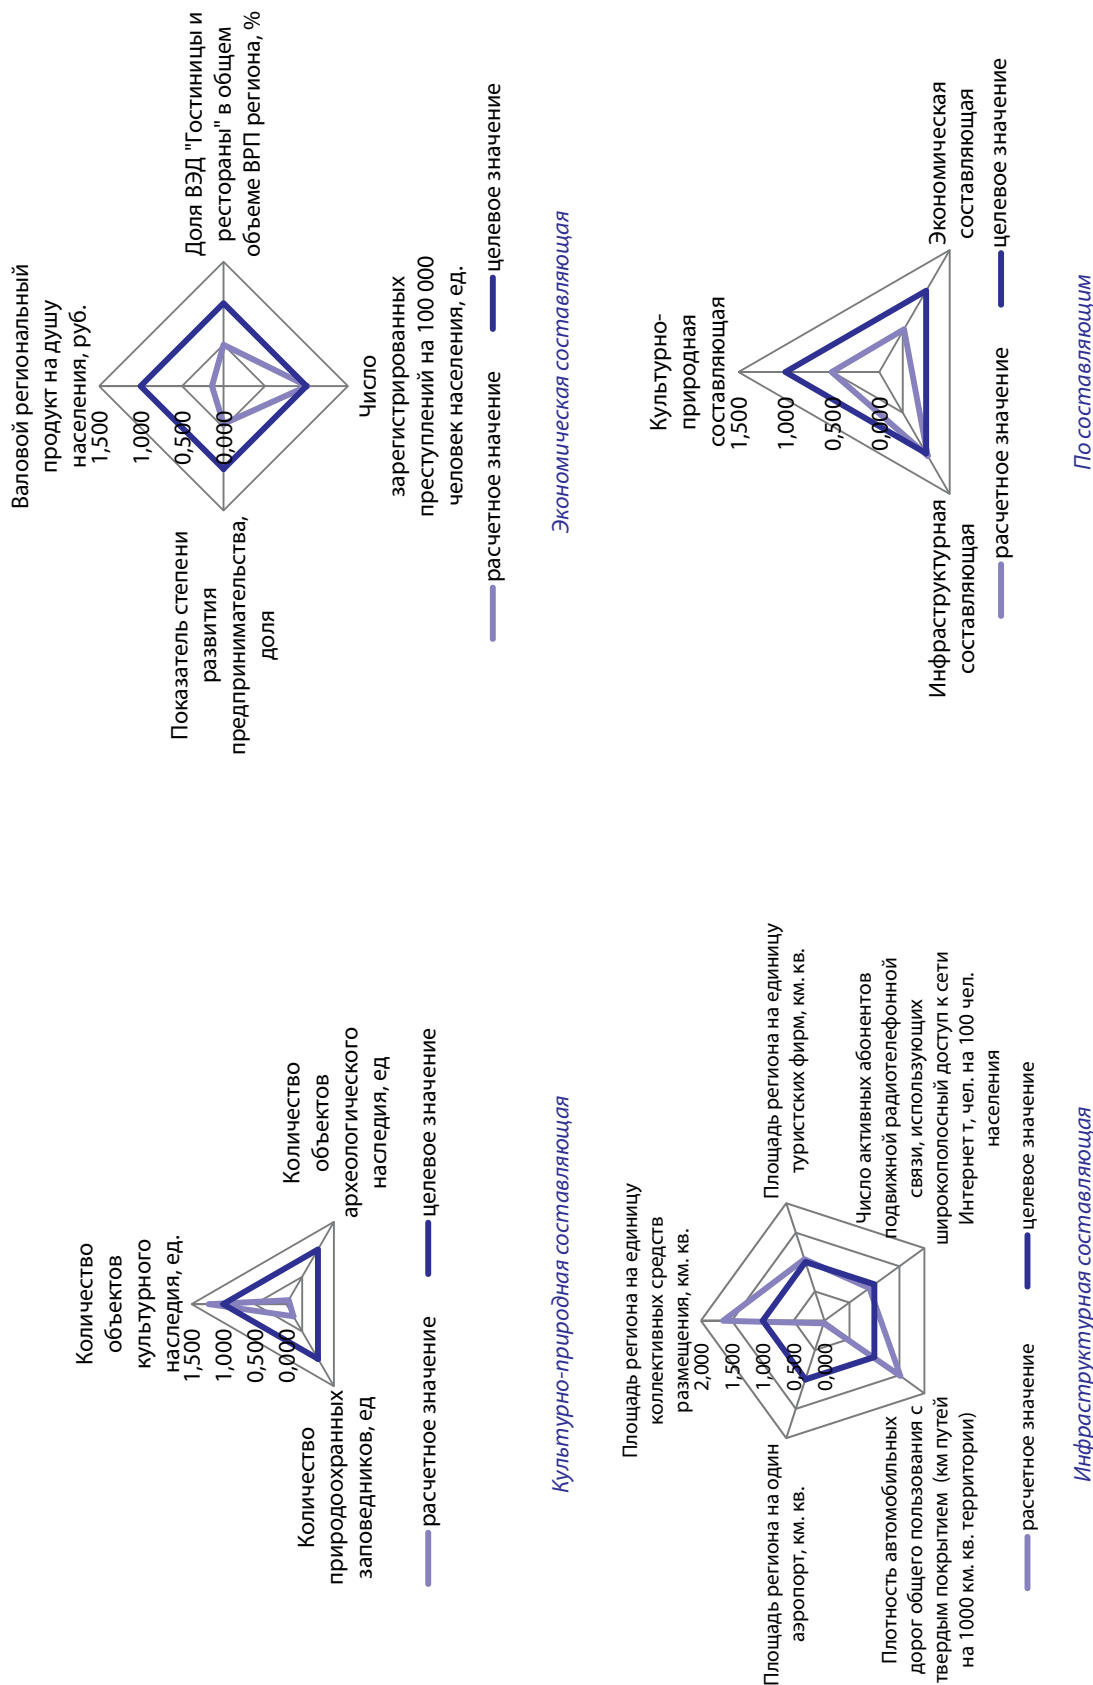 Количество
объектов
культурного
наследия, ед.
1,500
1,000
0,500
0,000
Количество
объектов
археологического
наследия, ед
Количество
природоохранных
заповедников, ед
расчетное значение
целевое значение
Культурно-природная составляющая
Валовой региональный
продукт на душу
населения, руб.
1,500
1,000
0,500
0,000
Доля ВЭД "Гостиницы и
рестораны" в общем
объеме ВРП региона, %
Число
зарегистрированных
преступлений на 100 000
человек населения, ед.
Показатель степени
развития
предпринимательства,
доля
расчетное значение
целевое значение
Экономическая составляющая
Площадь региона на единицу
коллективных средств
размещения, км. кв.
2,000
1,500
1,000
0,500
0,000
Площадь региона на единицу
туристских фирм, км. кв.
Число активных абонентов
подвижной радиотелефонной
связи, использующих
широкополосный доступ к сети
Интернет т, чел. на 100 чел.
населения
Плотность автомобильных
дорог общего пользования с
твердым покрытием (км путей
на 1000 км. кв. территории)
Площадь региона на один
аэропорт, км. кв.
расчетное значение
целевое значение
Инфраструктурная составляющая
Культурно-
природная
составляющая
1,500
1,000
0,500
0,000
Экономическая
составляющая
Инфраструктурная
составляющая
расчетное значение
целевое значение
По составляющим